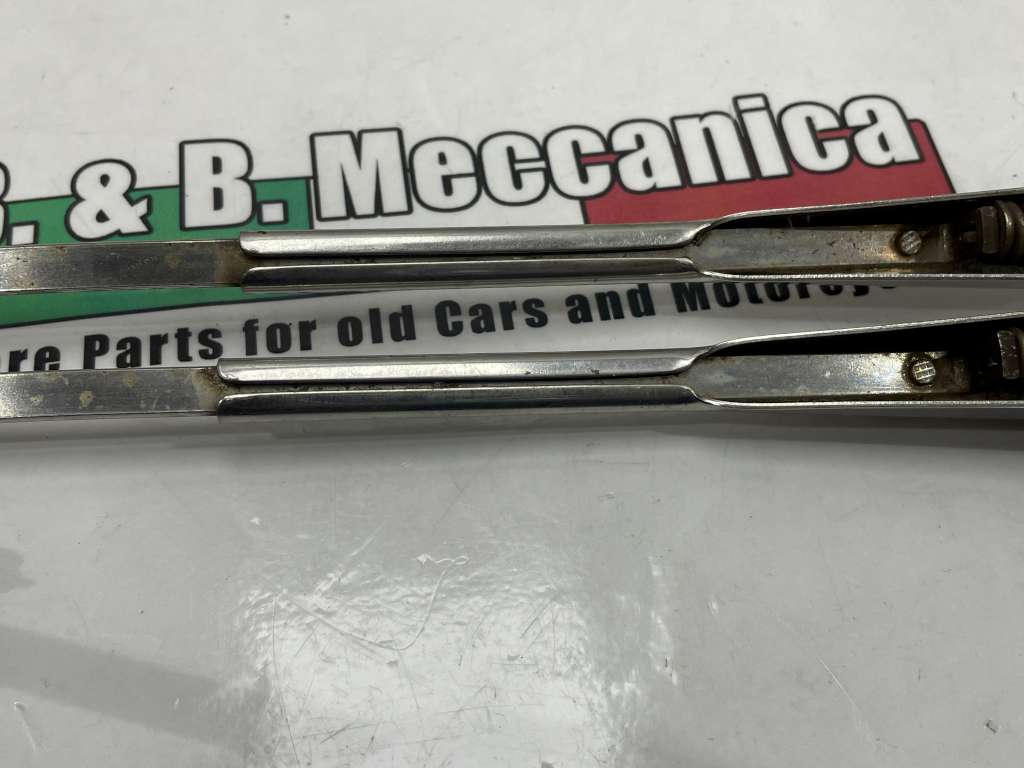 B. & B. Meccanica
Parts for old Cars and